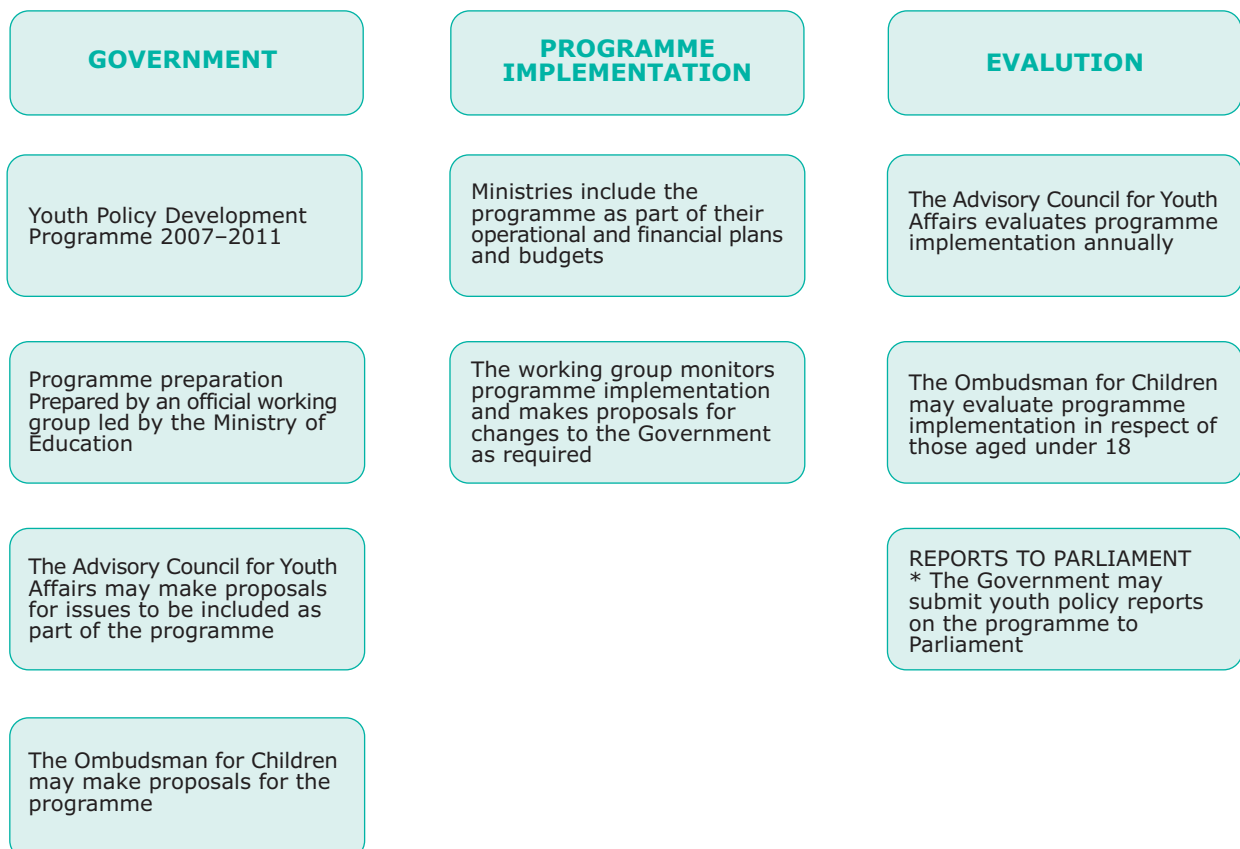 GOVERNMENT
Youth Policy Development
Programme 2007–2011
Programme preparation
Prepared by an official working
group led by the Ministry of
Education
The Advisory Council for Youth
Affairs may make proposals
for issues to be included as
part of the programme
The Ombudsman for Children
may make proposals for the
programme
PROGRAMME
IMPLEMENTATION
Ministries include the
programme as part of their
operational and financial plans
and budgets
The working group monitors
programme implementation
and makes proposals for
changes to the Government
as required
EVALUTION
The Advisory Council for Youth
Affairs evaluates programme
implementation annually
The Ombudsman for Children
may evaluate programme
implementation in respect of
those aged under 18
REPORTS TO PARLIAMENT
* The Government may
submit youth policy reports
on the programme to
Parliament